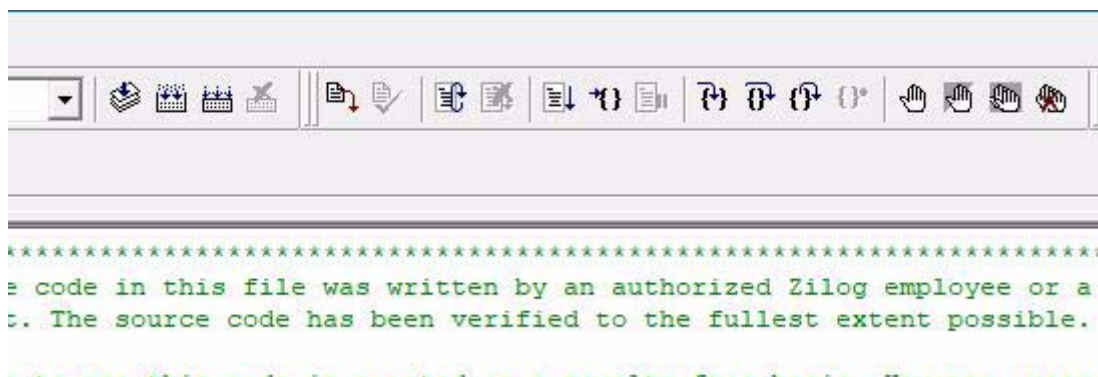 ****************************************************************************
e code in this file was written by an authorized Zilog employee or a
t. The source code has been verified to the fullest extent possible.